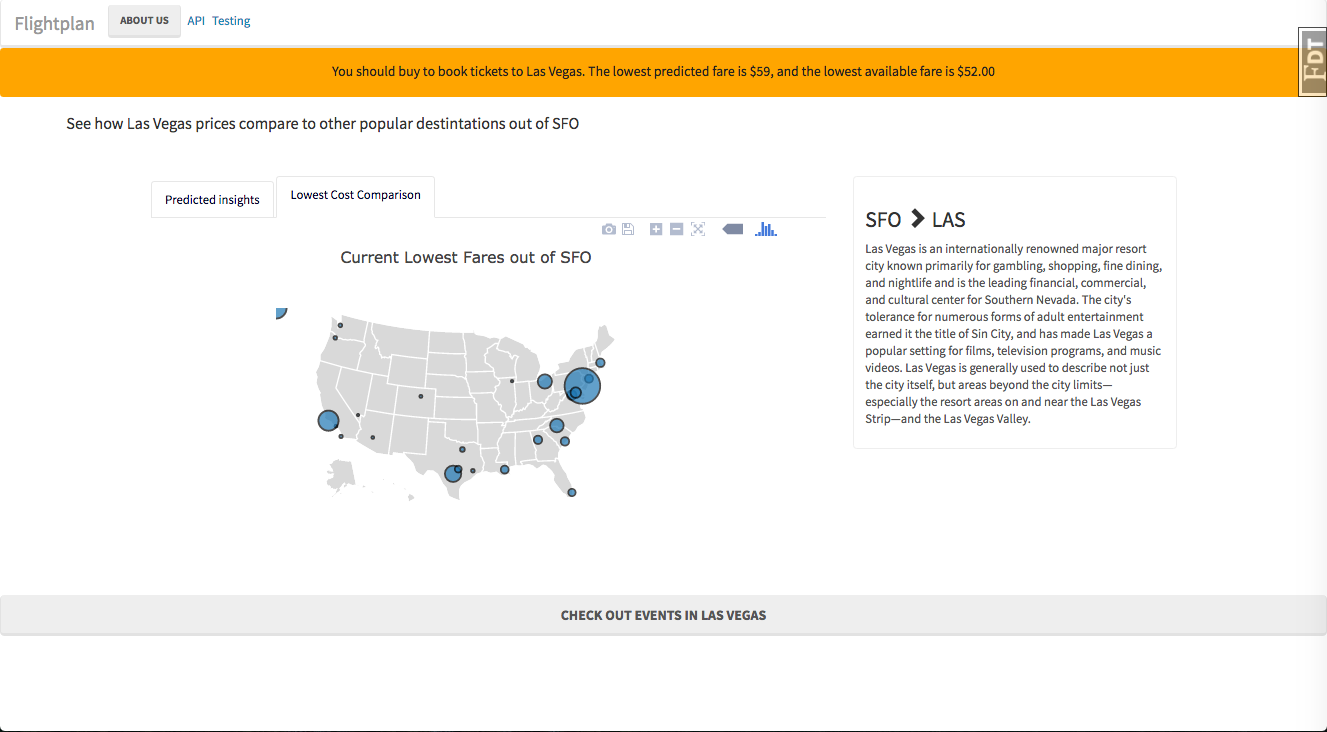 Flightplan ABOUT US API Testing
FDT
You should buy to book tickets to Las Vegas. The lowest predicted fare is $59, and the lowest available fare is $52.00
See how Las Vegas prices compare to other popular destintations out of SFO
Predicted insights Lowest Cost Comparison
Current Lowest Fares out of SFO
SFO LAS
Las Vegas is an internationally renowned major resort
city known primarily for gambling, shopping, fine dining,
and nightlife and is the leading financial, commercial,
and cultural center for Southern Nevada. The city's
tolerance for numerous forms of adult entertainment
earned it the title of Sin City, and has made Las Vegas a
popular setting for films, television programs, and music
videos. Las Vegas is generally used to describe not just
the city itself, but areas beyond the city limits—
especially the resort areas on and near the Las Vegas
Strip—and the Las Vegas Valley.
CHECK OUT EVENTS IN LAS VEGAS